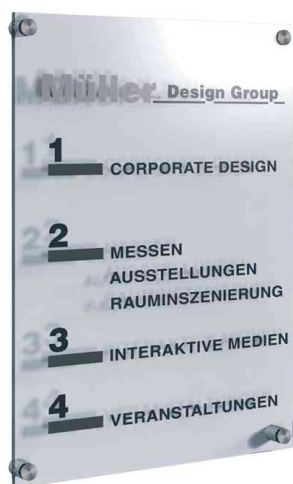 Müller Design Group
1
CORPORATE DESIGN
2
MESSEN
AUSSTELLUNGEN
RAUMINSZENIERUNG
3
INTERAKTIVE MEDIEN
4
VERANSTALTUNGEN